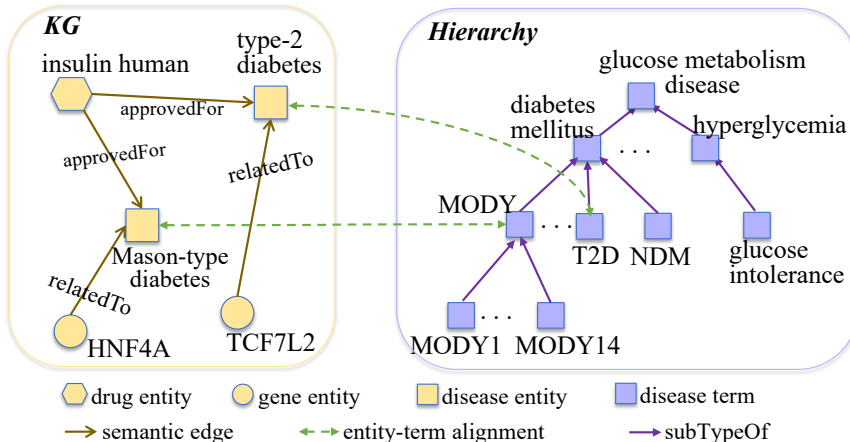 KG
insulin human
type-2
diabetes
approvedFor
approvedFor
relatedTo
Mason-type
diabetes
relatedTo
HNF4A
TCF7L2
Hierarchy
glucose metabolism
disease
diabetes
mellitus
. . .
hyperglycemia
MODY
. . .
T2D
NDM
glucose
intolerance
. . .
MODY1
MODY14
drug entity
gene entity
disease entity
disease term
semantic edge
entity-term alignment
subTypeOf